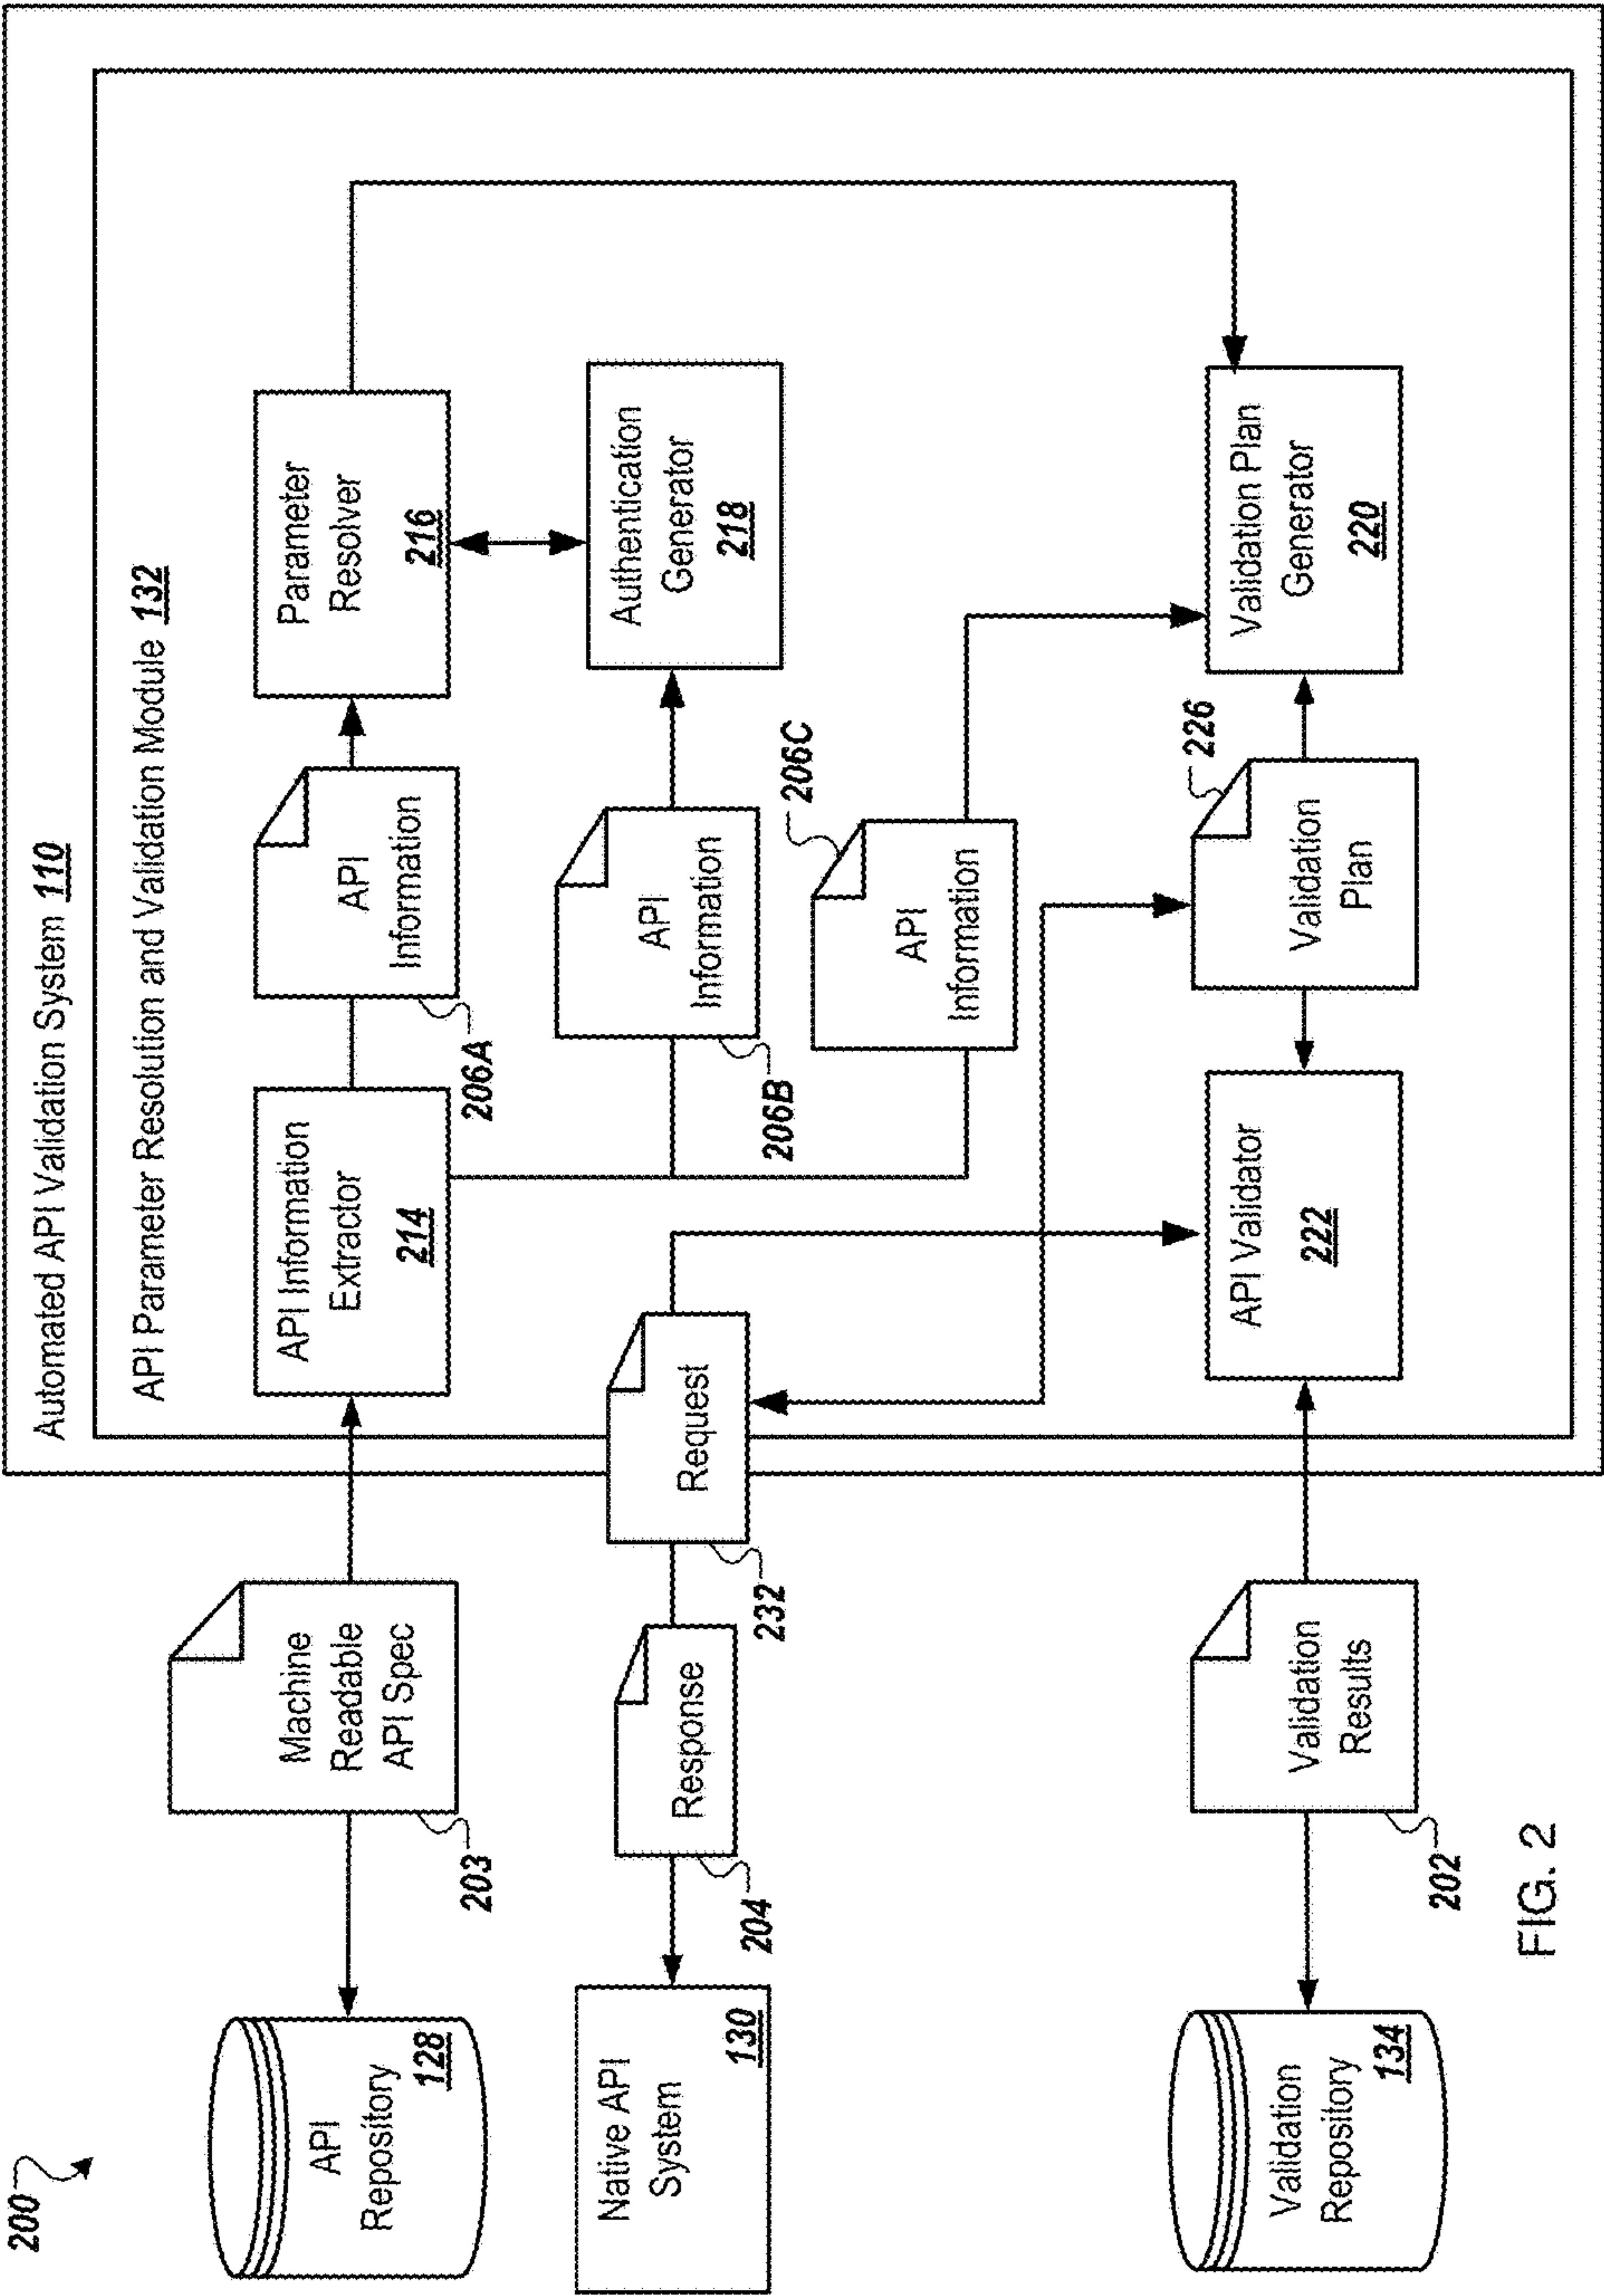 200
Automated API Validation System 110
API Parameter Resolution and Validation Module 132
API
Repository
128
Machine
Readable
API Spec
203
API Information
Extractor
214
API
Information
206A
Parameter
Resolver
216
Native API
System
130
Response
204
Request
232
API
Information
206B
Authentication
Generator
218
API
Information
206C
Validation
Repository
134
Validation
Results
202
API Validator
222
Validation
Plan
226
Validation Plan
Generator
220
FIG. 2